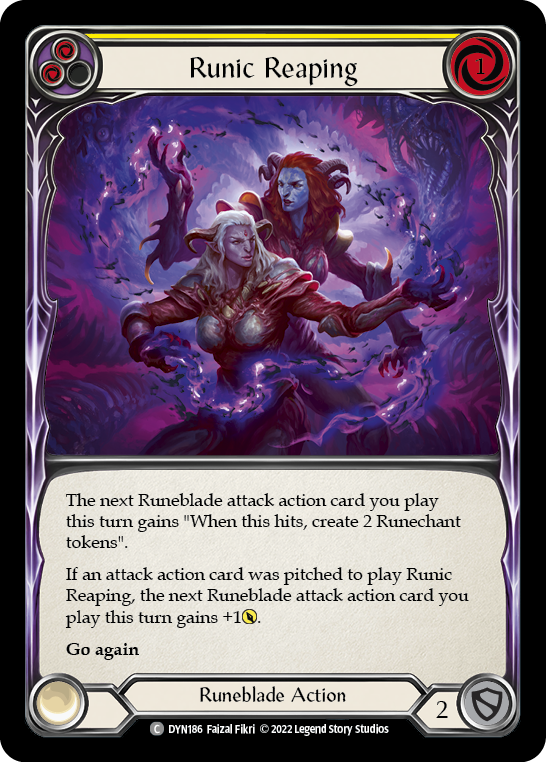 Runic Reaping
1
The next Runeblade attack action card you play
this turn gains "When this hits, create 2 Runechant
tokens".
If an attack action card was pitched to play Runic
Reaping, the next Runeblade attack action card you
play this turn gains +1.
Go again
Runeblade Action
2
C DYN186 Faizal Fikri © 2022 Legend Story Studios